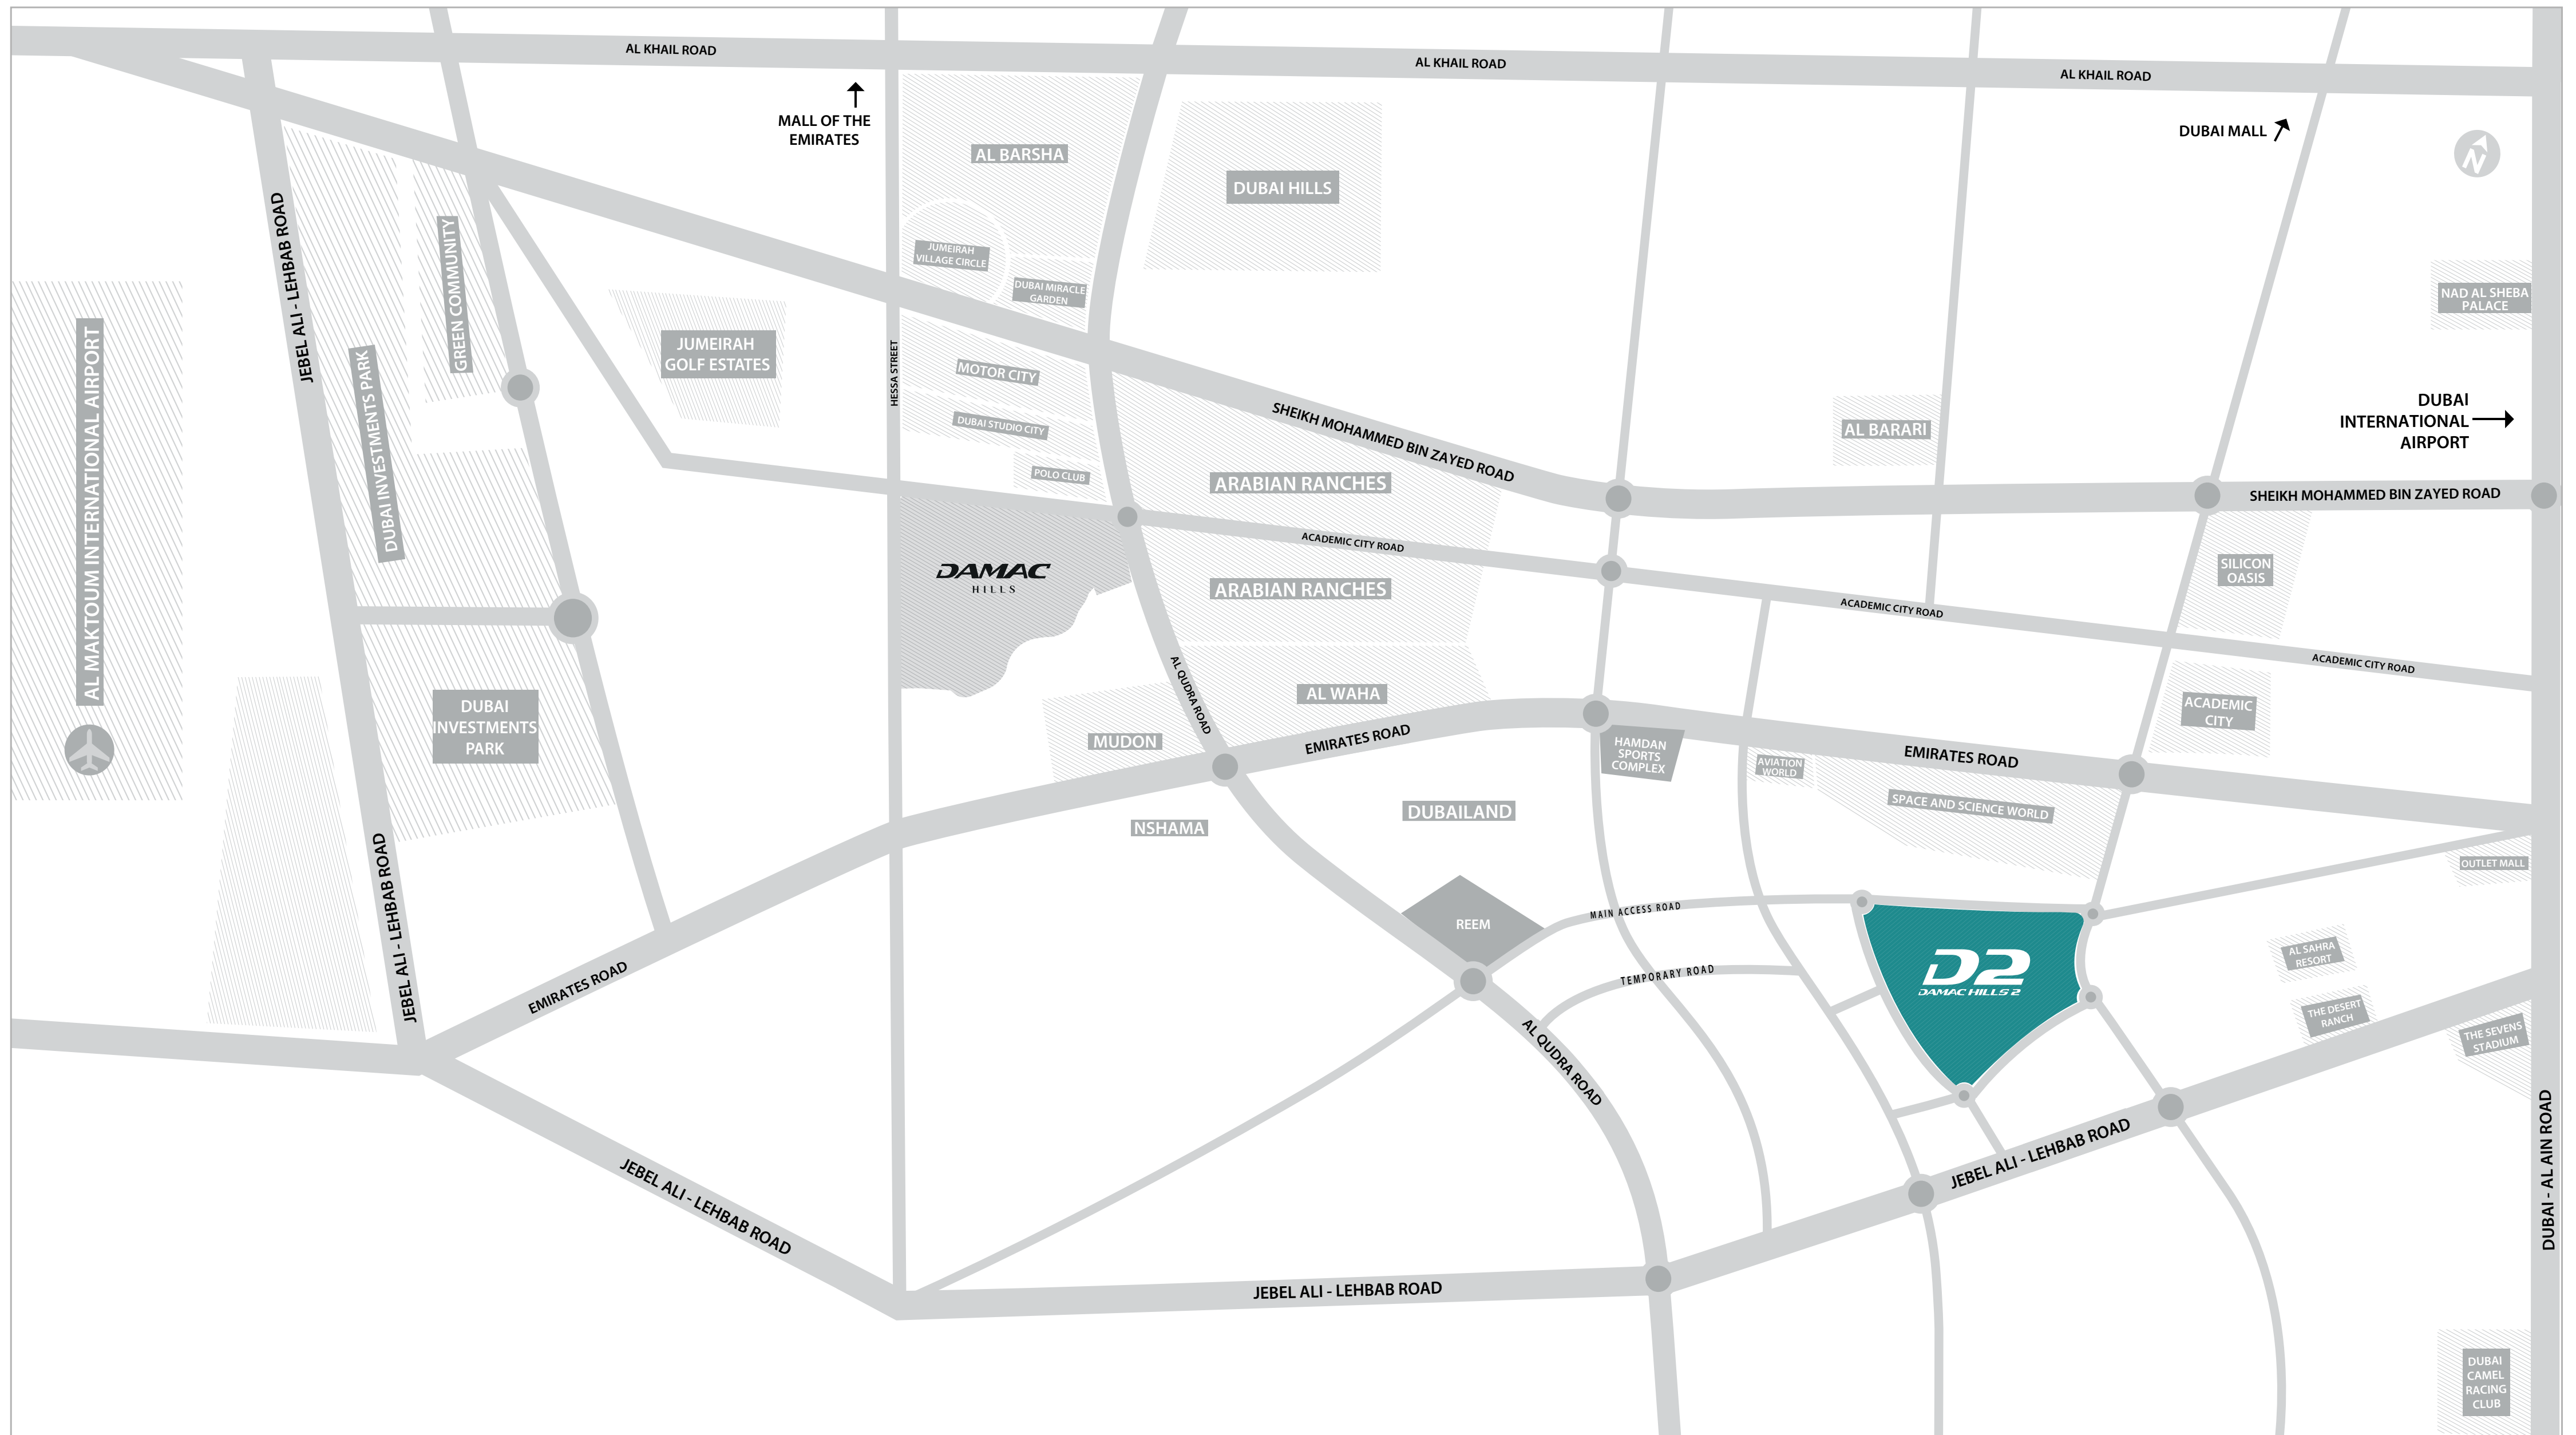 AL KHAIL ROAD
AL KHAIL ROAD
AL KHAIL ROAD
MALL OF THE
EMIRATES
DUBAI MALL
N
AL BARSHA
DUBAI HILLS
JEBEL ALI - LEHBAB ROAD
GREEN COMMUNITY
JUMEIRAH
VILLAGE CIRCLE
DUBAI MIRACLE
GARDEN
NAD AL SHEBA
PALACE
AL MAKTOUM INTERNATIONAL AIRPORT
DUBAI INVESTMENTS PARK
JUMEIRAH
GOLF ESTATES
HESSA STREET
MOTOR CITY
DUBAI STUDIO CITY
POLO CLUB
SHEIKH MOHAMMED BIN ZAYED ROAD
AL BARARI
DUBAI
INTERNATIONAL
AIRPORT
ARABIAN RANCHES
SHEIKH MOHAMMED BIN ZAYED ROAD
ACADEMIC CITY ROAD
DAMAC
HILLS
ARABIAN RANCHES
SILICON
OASIS
ACADEMIC CITY ROAD
ACADEMIC CITY ROAD
AL QUDRA ROAD
AL WAHA
ACADEMIC
CITY
DUBAI
INVESTMENTS
PARK
MUDON
EMIRATES ROAD
HAMDAN
SPORTS
COMPLEX
AVIATION
WORLD
EMIRATES ROAD
SPACE AND SCIENCE WORLD
NSHAMA
DUBAILAND
OUTLET MALL
JEBEL ALI - LEHBAB ROAD
REEM
MAIN ACCESS ROAD
TEMPORARY ROAD
D2
DAMAC HILLS 2
AL SAHRA
RESORT
THE DESERT
RANCH
THE SEVENS
STADIUM
EMIRATES ROAD
AL QUDRA ROAD
JEBEL ALI - LEHBAB ROAD
JEBEL ALI - LEHBAB ROAD
JEBEL ALI - LEHBAB ROAD
DUBAI - AL AIN ROAD
DUBAI
CAMEL
RACING
CLUB